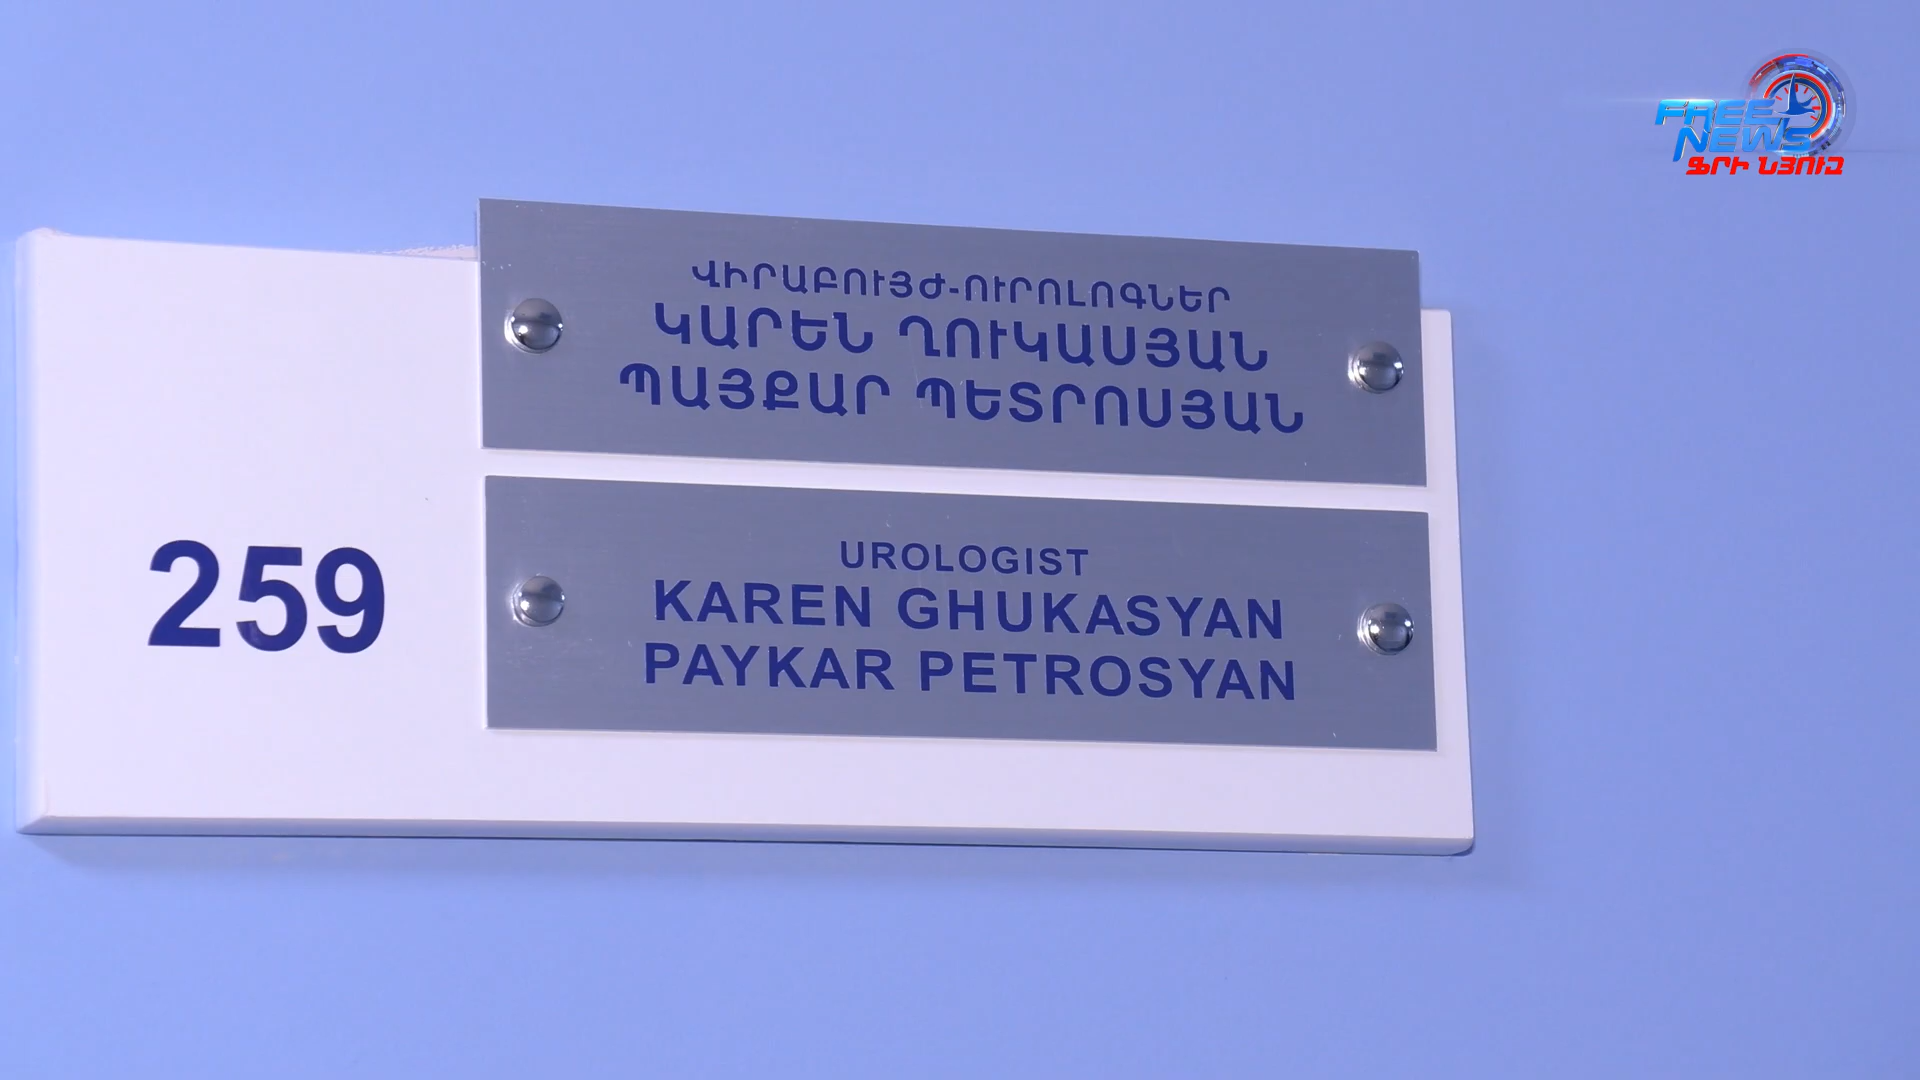 FREE
NEWS
ՖՐԻ ՆՅՈՒԶ
ՎԻՐԱԲՈՒՅԺ-ՈՒՐՈԼՈԳՆԵՐ
ԿԱՐԵՆ ՂՈՒԿԱՍՅԱՆ
ՊԱՅՔԱՐ ՊԵՏՐՈՍՅԱՆ
259
UROLOGIST
KAREN GHUKASYAN
PAYKAR PETROSYAN